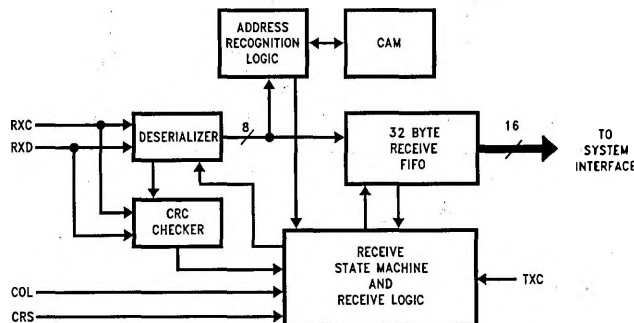 ADDRESS
RECOGNITION
LOGIC
CAM
RXC
RXD
DESERIALIZER
8
32 BYTE
RECEIVE
FIFO
16
TO
SYSTEM
INTERFACE
CRC
CHECKER
RECEIVE
STATE MACHINE
AND
RECEIVE LOGIC
TXC
COL
CRS